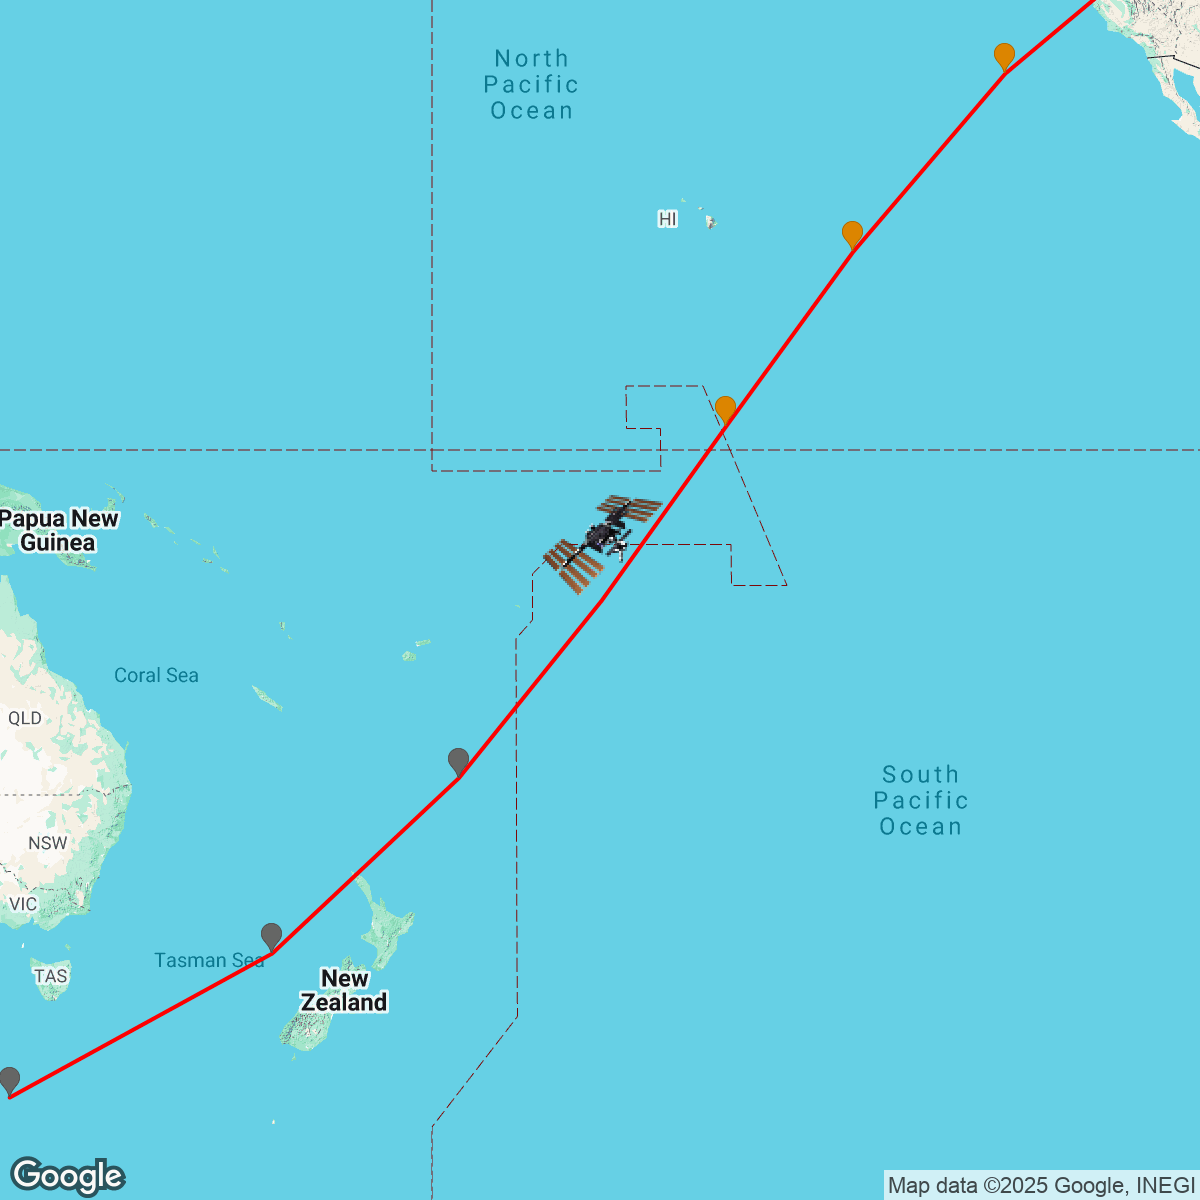 North
Pacific
Ocean
HI
Papua New
Guinea
Coral Sea
QLD
South
Pacific
Ocean
NSW
VIC
Tasman Sea
TAS
New
Zealand
Google
Map data ©2025 Google, INEGI